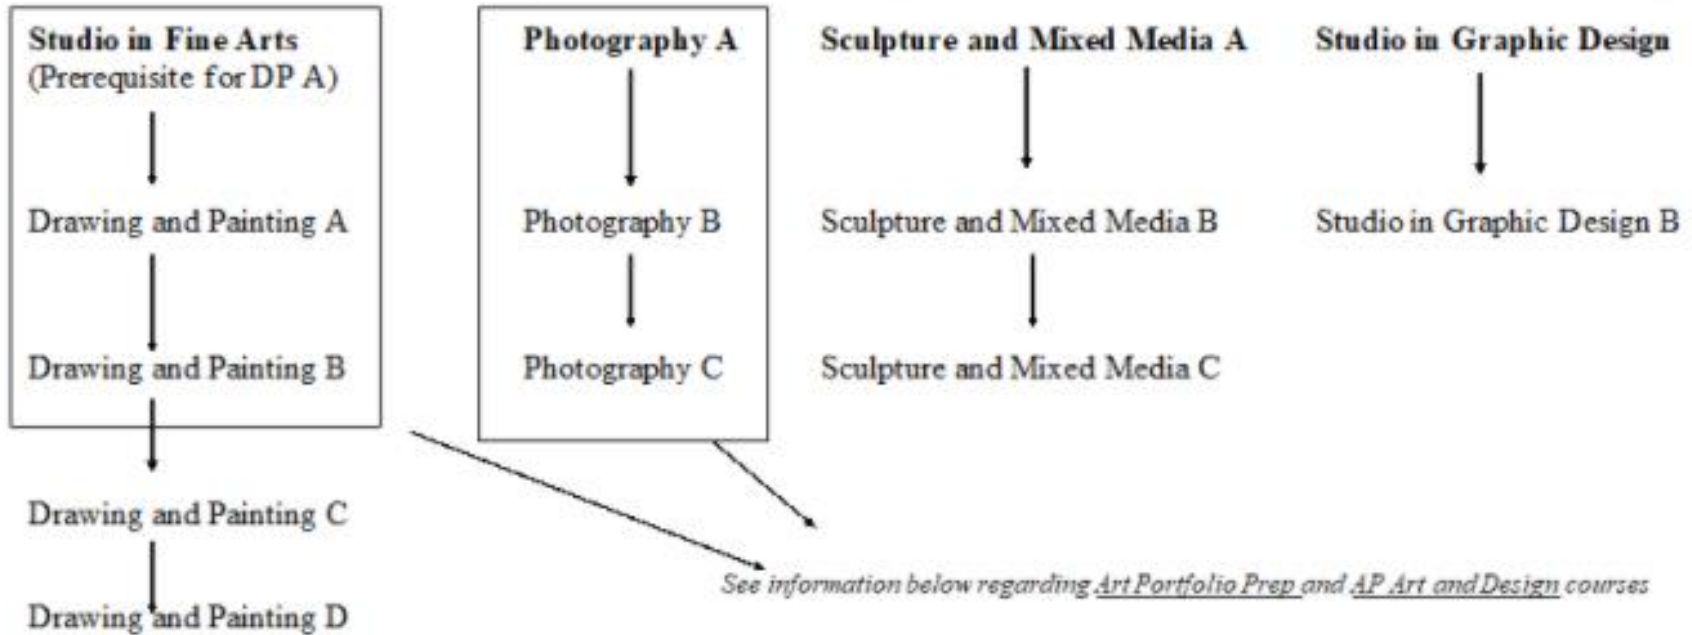 Studio in Fine Arts
(Prerequisite for DP A)
Drawing and Painting A
Drawing and Painting B
Drawing and Painting C
Drawing and Painting D
Photography A
Photography B
Photography C
Sculpture and Mixed Media A
Sculpture and Mixed Media B
Sculpture and Mixed Media C
Studio in Graphic Design
Studio in Graphic Design B
See information below regarding Art Portfolio Prep and AP Art and Design courses